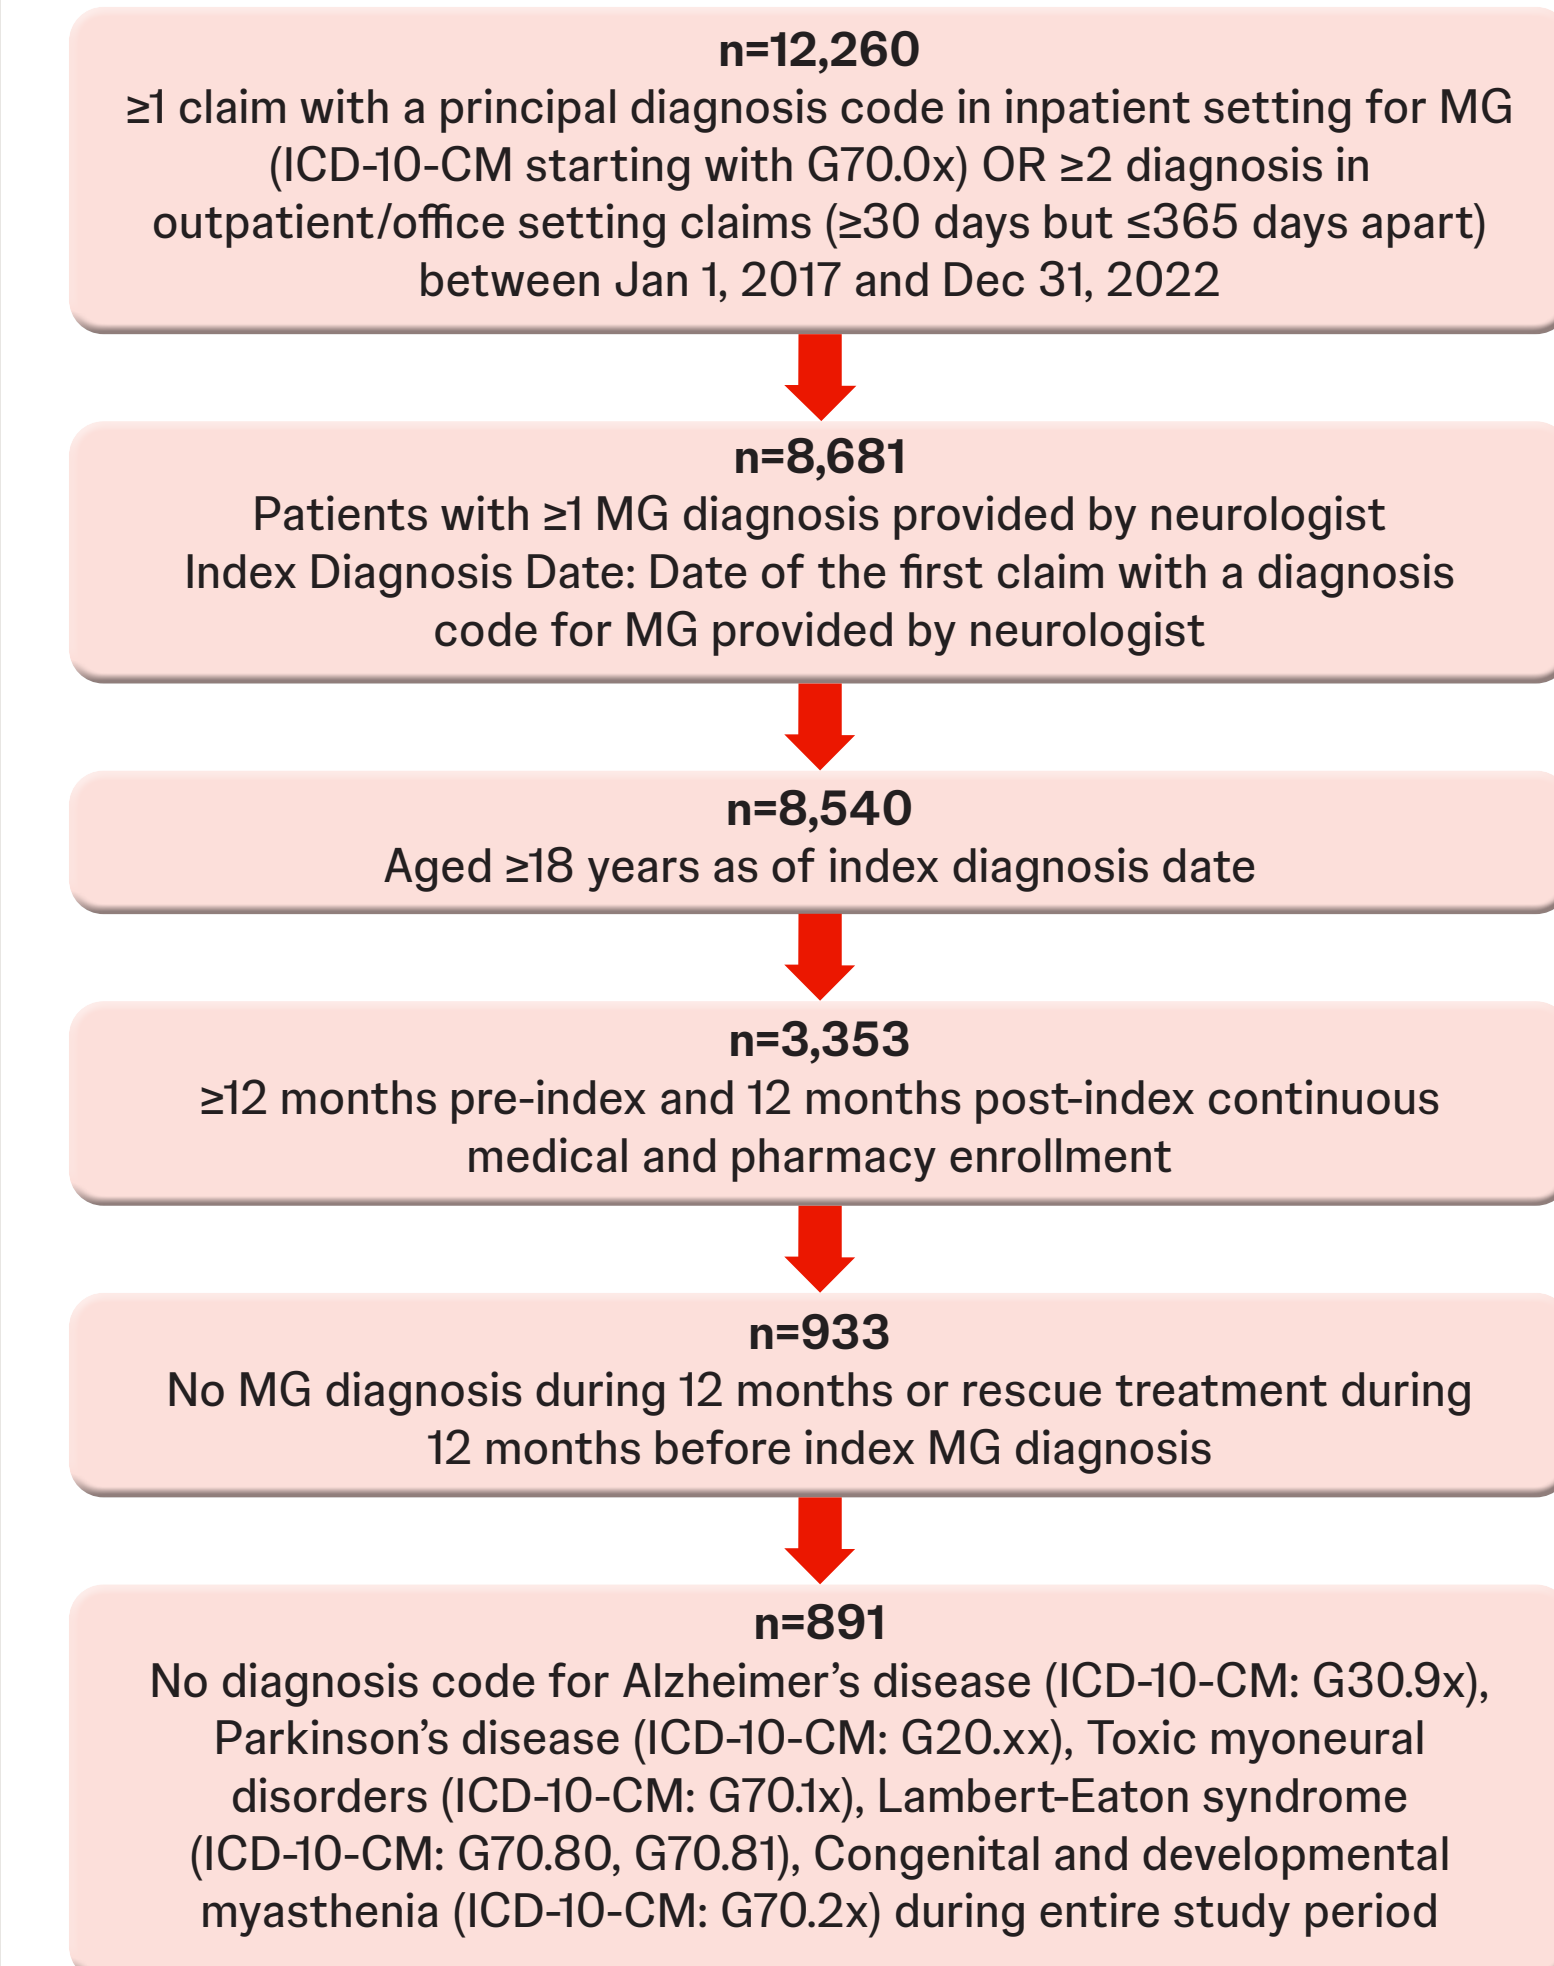 n=12,260
≥1 claim with a principal diagnosis code in inpatient setting for MG
(ICD-10-CM starting with G70.0x) OR ≥2 diagnosis in
outpatient/office setting claims (≥30 days but ≤365 days apart)
between Jan 1, 2017 and Dec 31, 2022
n=8,681
Patients with ≥1 MG diagnosis provided by neurologist
Index Diagnosis Date: Date of the first claim with a diagnosis
code for MG provided by neurologist
n=8,540
Aged ≥18 years as of index diagnosis date
n=3,353
≥12 months pre-index and 12 months post-index continuous
medical and pharmacy enrollment
n=933
No MG diagnosis during 12 months or rescue treatment during
12 months before index MG diagnosis
n=891
No diagnosis code for Alzheimer’s disease (ICD-10-CM: G30.9x),
Parkinson’s disease (ICD-10-CM: G20.xx), Toxic myoneural
disorders (ICD-10-CM: G70.1x), Lambert-Eaton syndrome
(ICD-10-CM: G70.80, G70.81), Congenital and developmental
myasthenia (ICD-10-CM: G70.2x) during entire study period